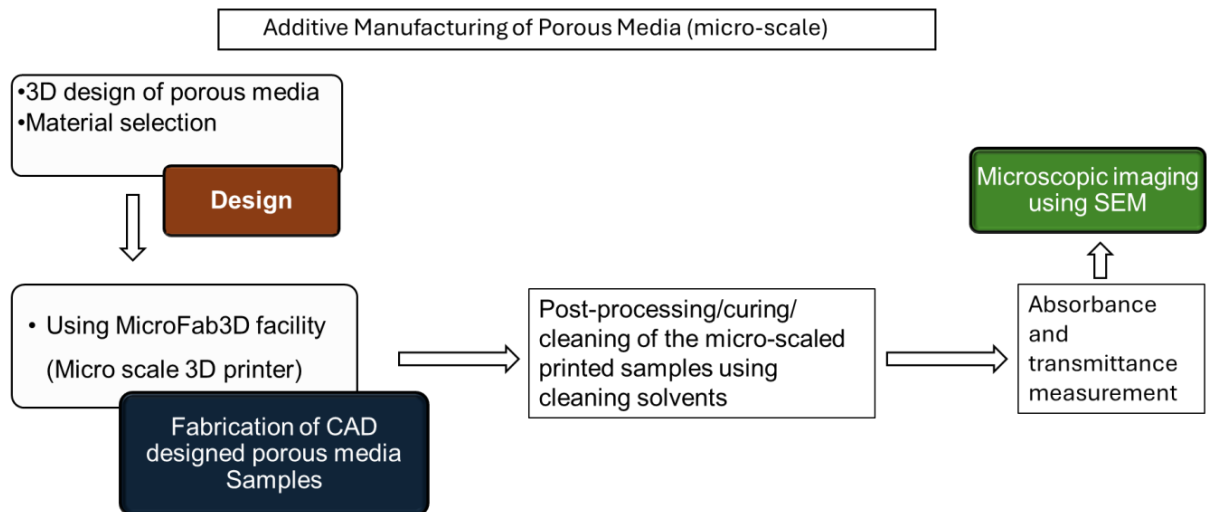 Additive Manufacturing of Porous Media (micro-scale)
•3D design of porous media
•Material selection
Design
• Using MicroFab3D facility
(Micro scale 3D printer)
Fabrication of CAD
designed porous media
Samples
Post-processing/curing/
cleaning of the micro-scaled
printed samples using
cleaning solvents
Absorbance
and
transmittance
measurement
Microscopic imaging
using SEM